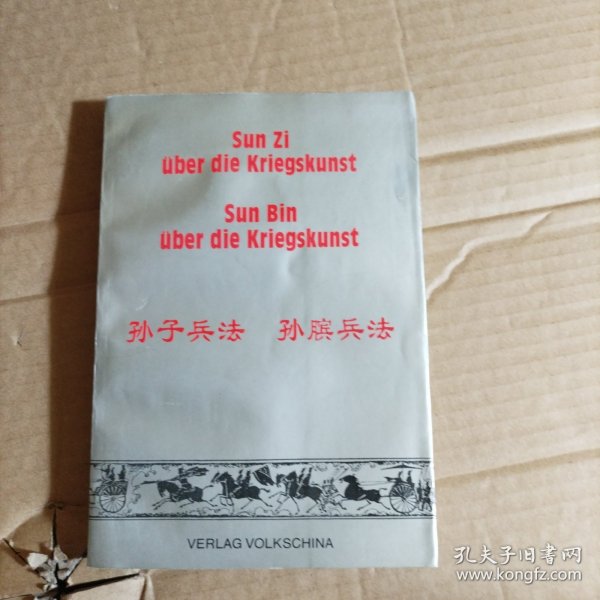 Sun Zi
über die Kriegskunst
Sun Bin
über die Kriegskunst
孙子兵法 孙膑兵法
VERLAG VOLKSCHINA
孔夫子旧書网
www.kongfz.com